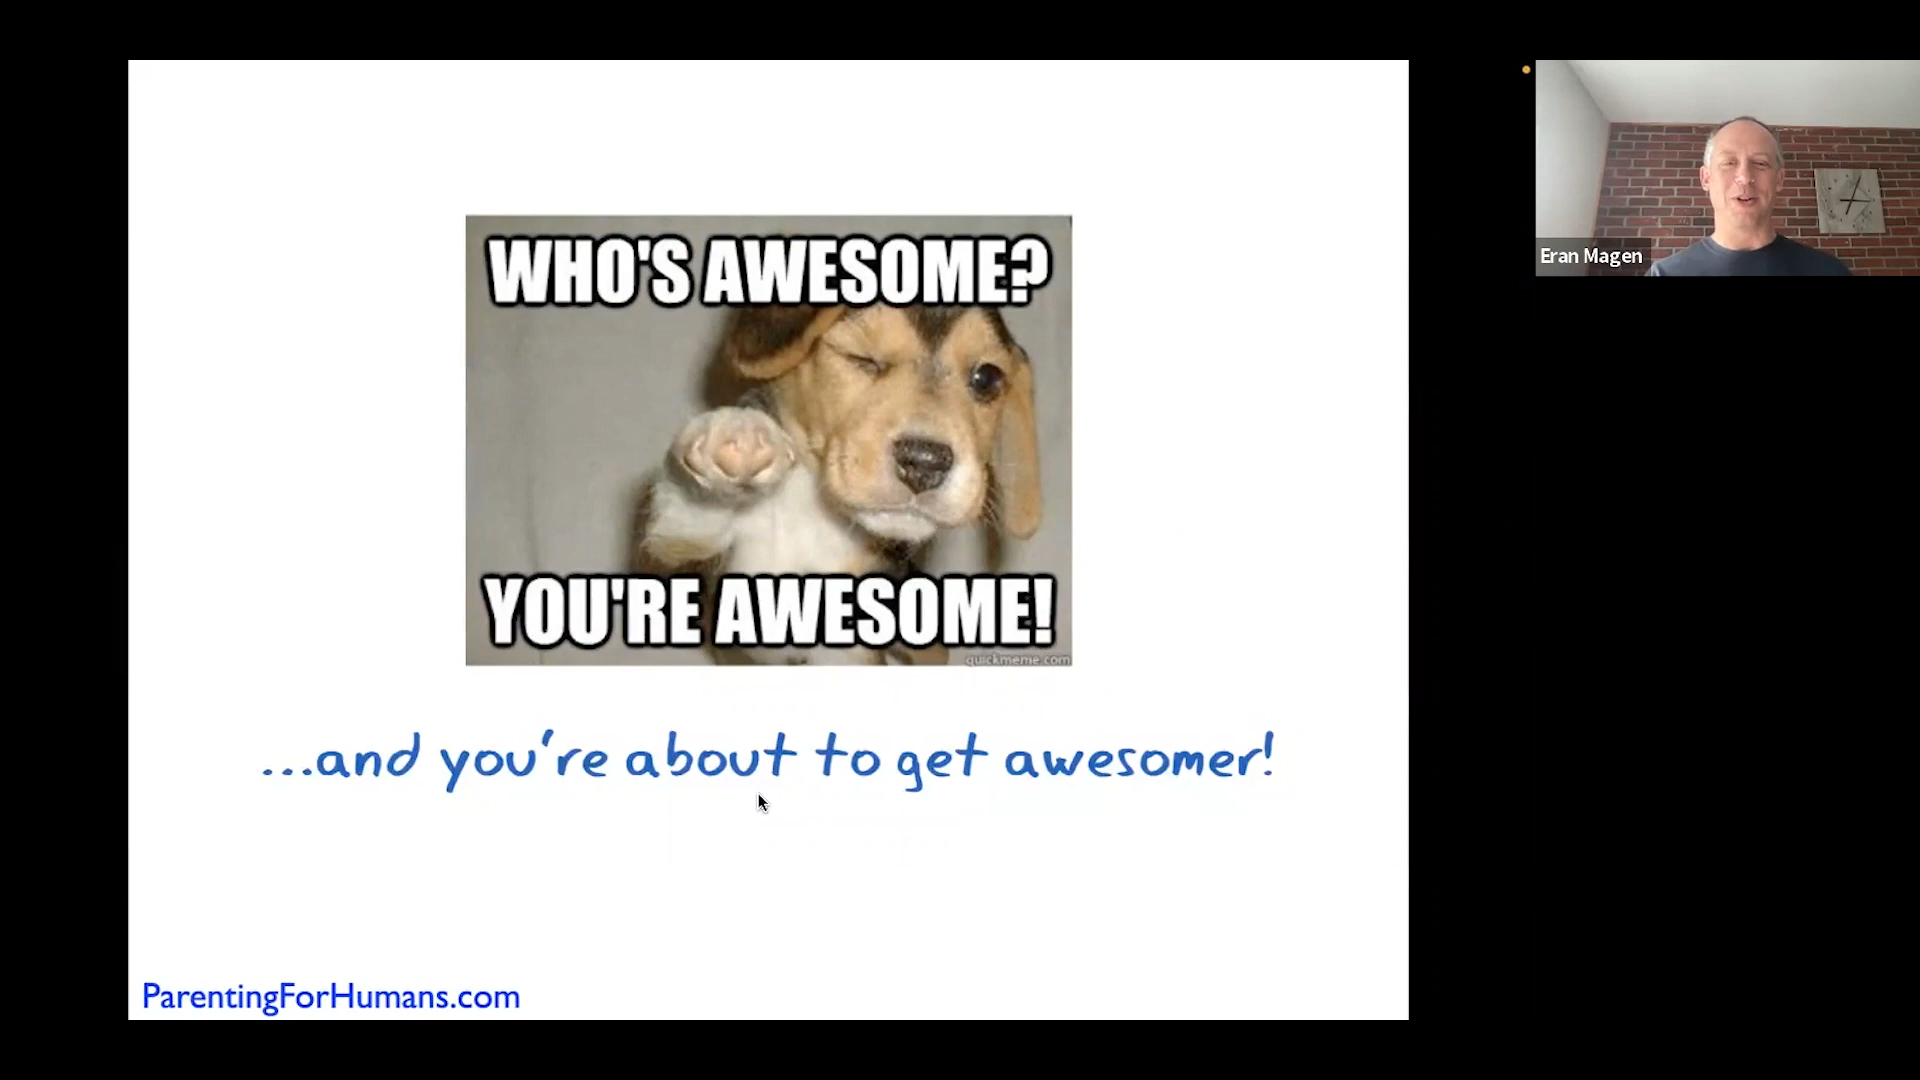 WHO'S AWESOME?
YOU'RE AWESOME!
quickmeme.com
...and you're about to get awesomer!
ParentingForHumans.com
Eran Magen